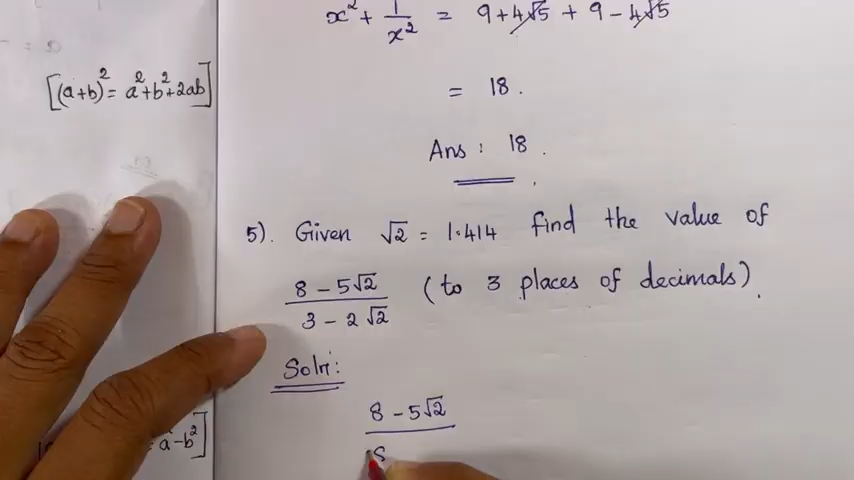 x² + 1/x² = 9+4√5 + 9-4√5
[(a+b)² = a²+b²+2ab]
= 18.
Ans : 18.
5). Given √2 = 1.414 find the value of
8 - 5√2 / 3 - 2√2 (to 3 places of decimals).
Soln:
8 - 5√2
= a²-b²]